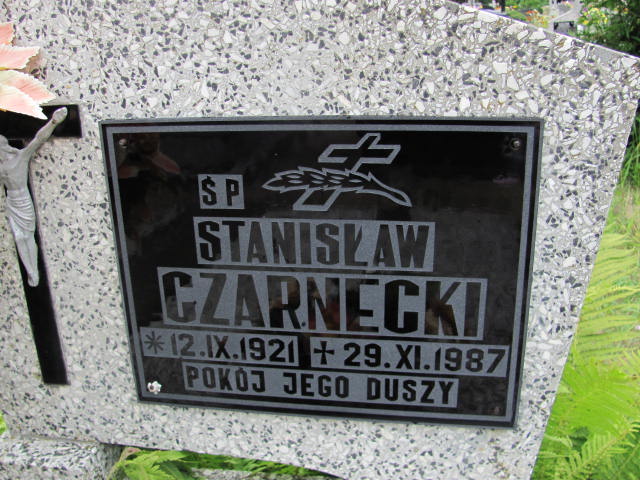 ŚP
STANISŁAW
CZARNECKI
* 12.IX.1921 + 29.XI.1987
POKÓJ JEGO DUSZY